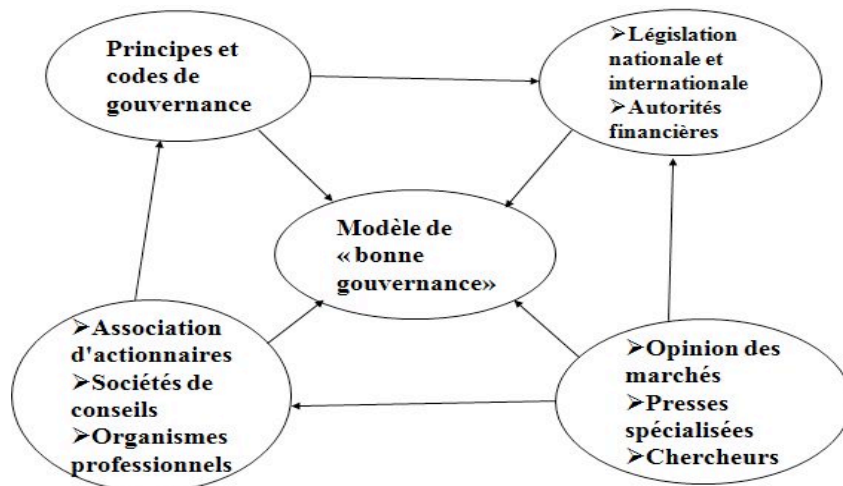 Principes et
codes de
gouvernance
➢Législation
nationale et
internationale
➢Autorités
financières
Modèle de
« bonne
gouvernance»
➢Association
d'actionnaires
➢Sociétés de
conseils
➢Organismes
professionnels
➢Opinion des
marchés
➢Presses
spécialisées
➢Chercheurs